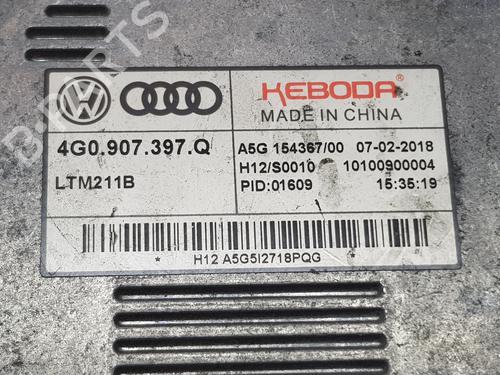 KEBODA®
MADE IN CHINA
4G0.907.397.Q
A5G 154367/00 07-02-2018
LTM211B
H12/S0010 10100900004
PID:01609 15:35:19
* H12 A5G5I2718PQG *
B-PARTS